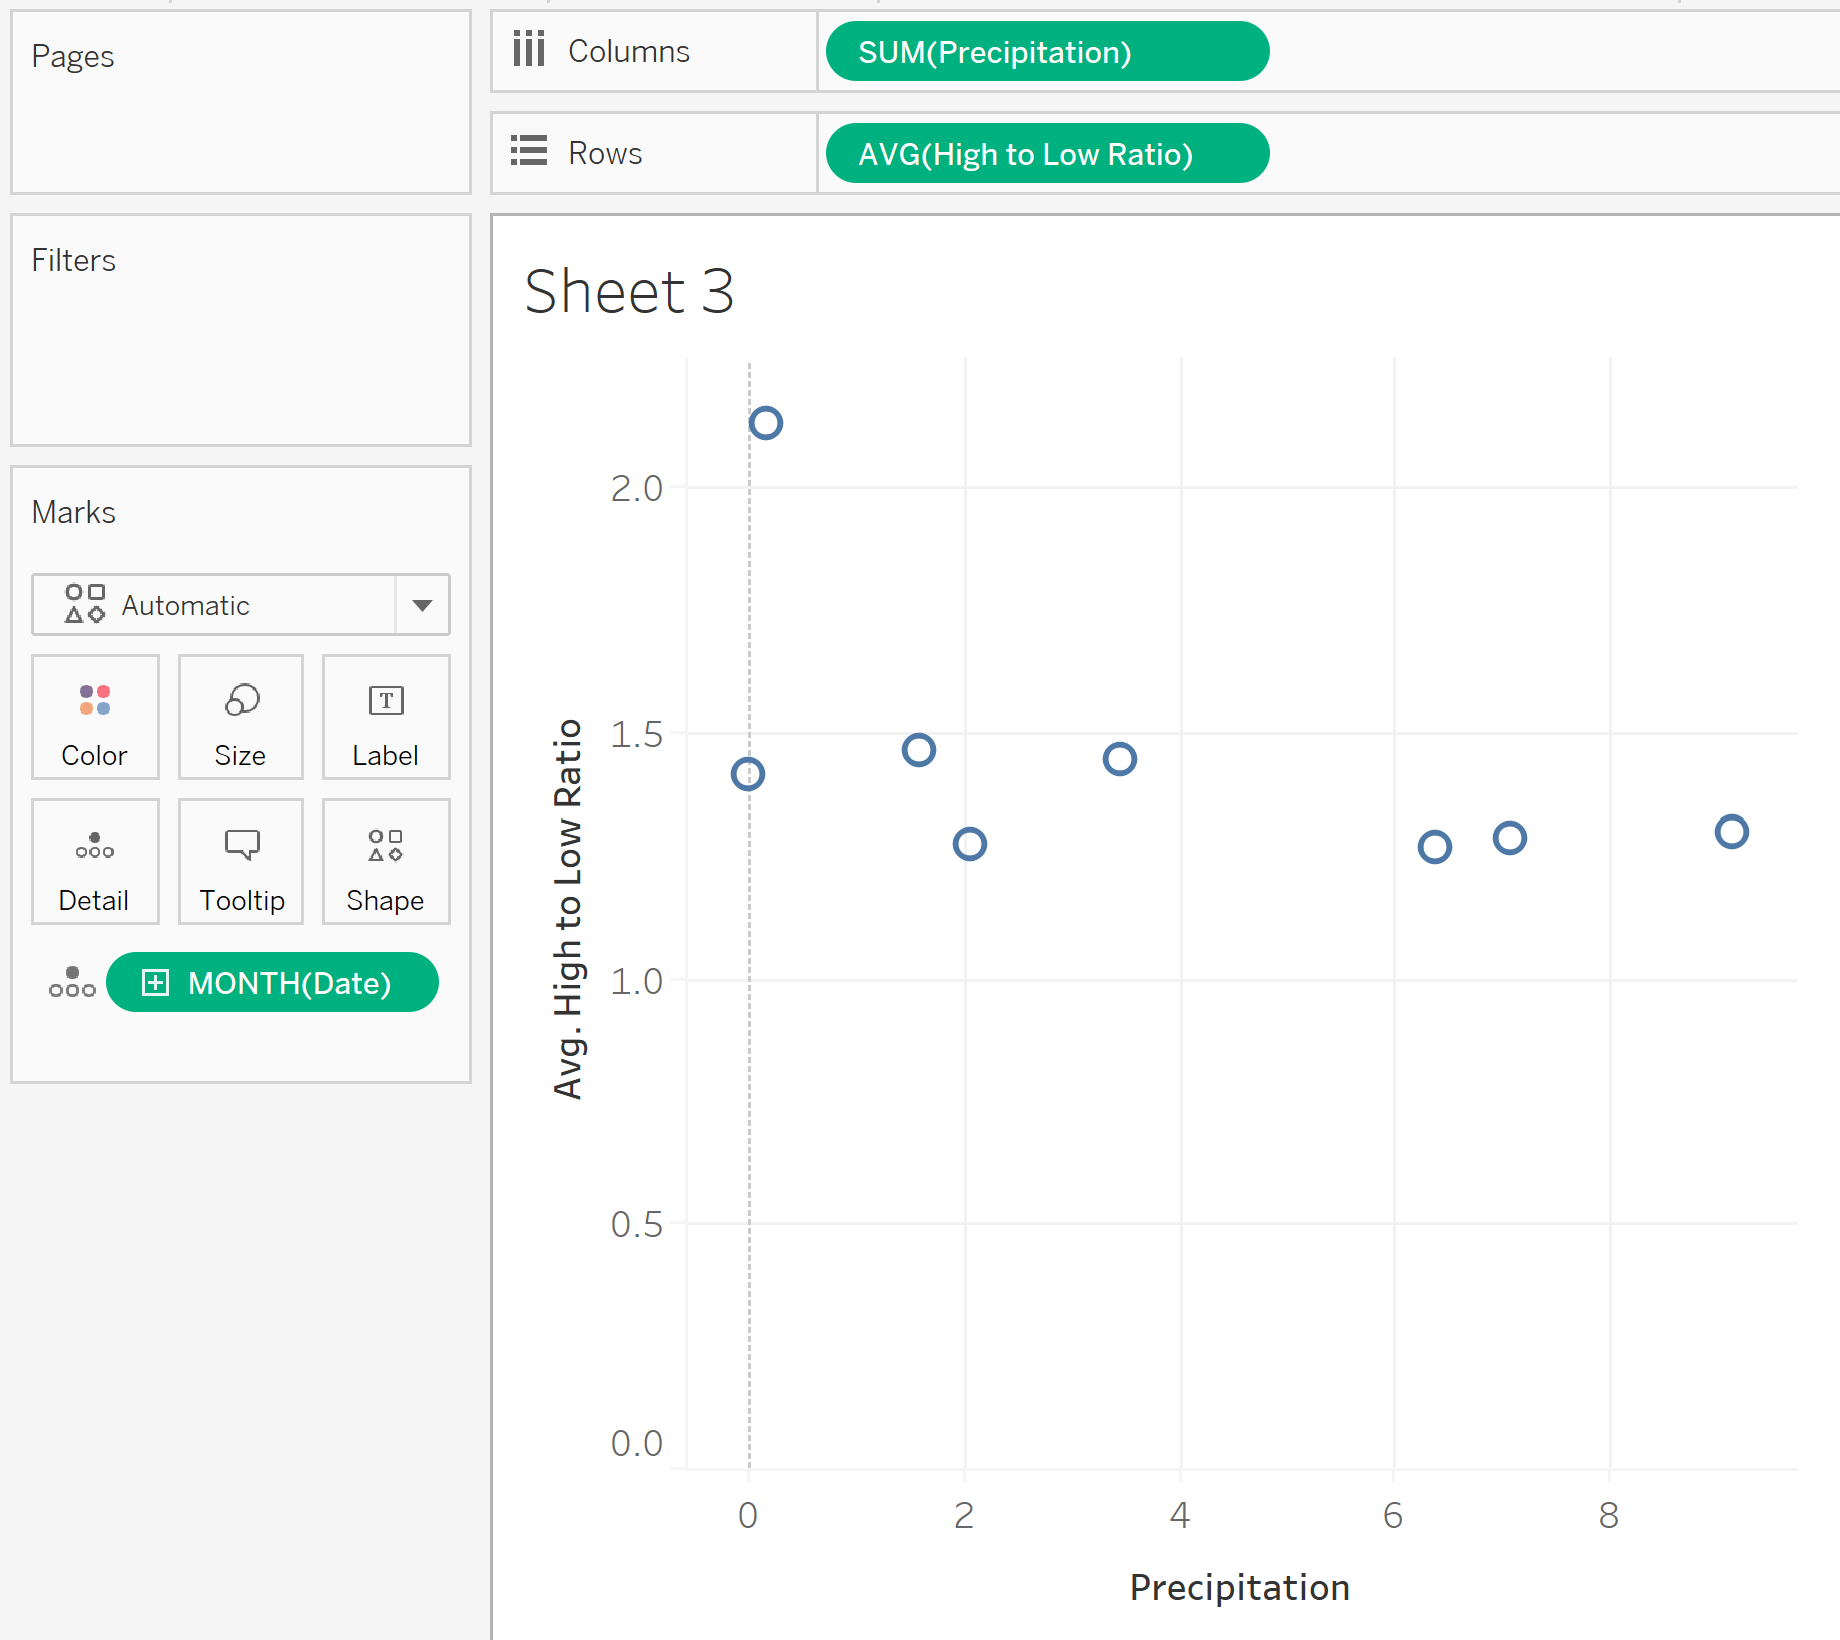 Pages
Columns
SUM(Precipitation)
Rows
AVG(High to Low Ratio)
Filters
Marks
Automatic
Color
Size
Label
T
Detail
Tooltip
Shape
MONTH(Date)
Sheet 3
Avg. High to Low Ratio
2.0
1.5
1.0
0.5
0.0
0
2
4
6
8
Precipitation